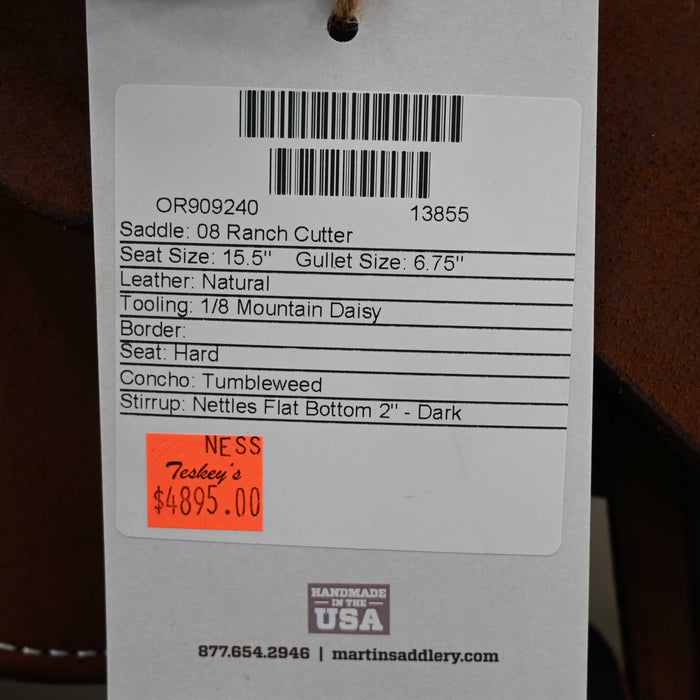 OR909240 13855
Saddle: 08 Ranch Cutter
Seat Size: 15.5" Gullet Size: 6.75"
Leather: Natural
Tooling: 1/8 Mountain Daisy
Border:
Seat: Hard
Concho: Tumbleweed
Stirrup: Nettles Flat Bottom 2" - Dark
NESS
Teskey's
$4895.00
HANDMADE
IN THE
USA
877.654.2946 | martinsaddlery.com